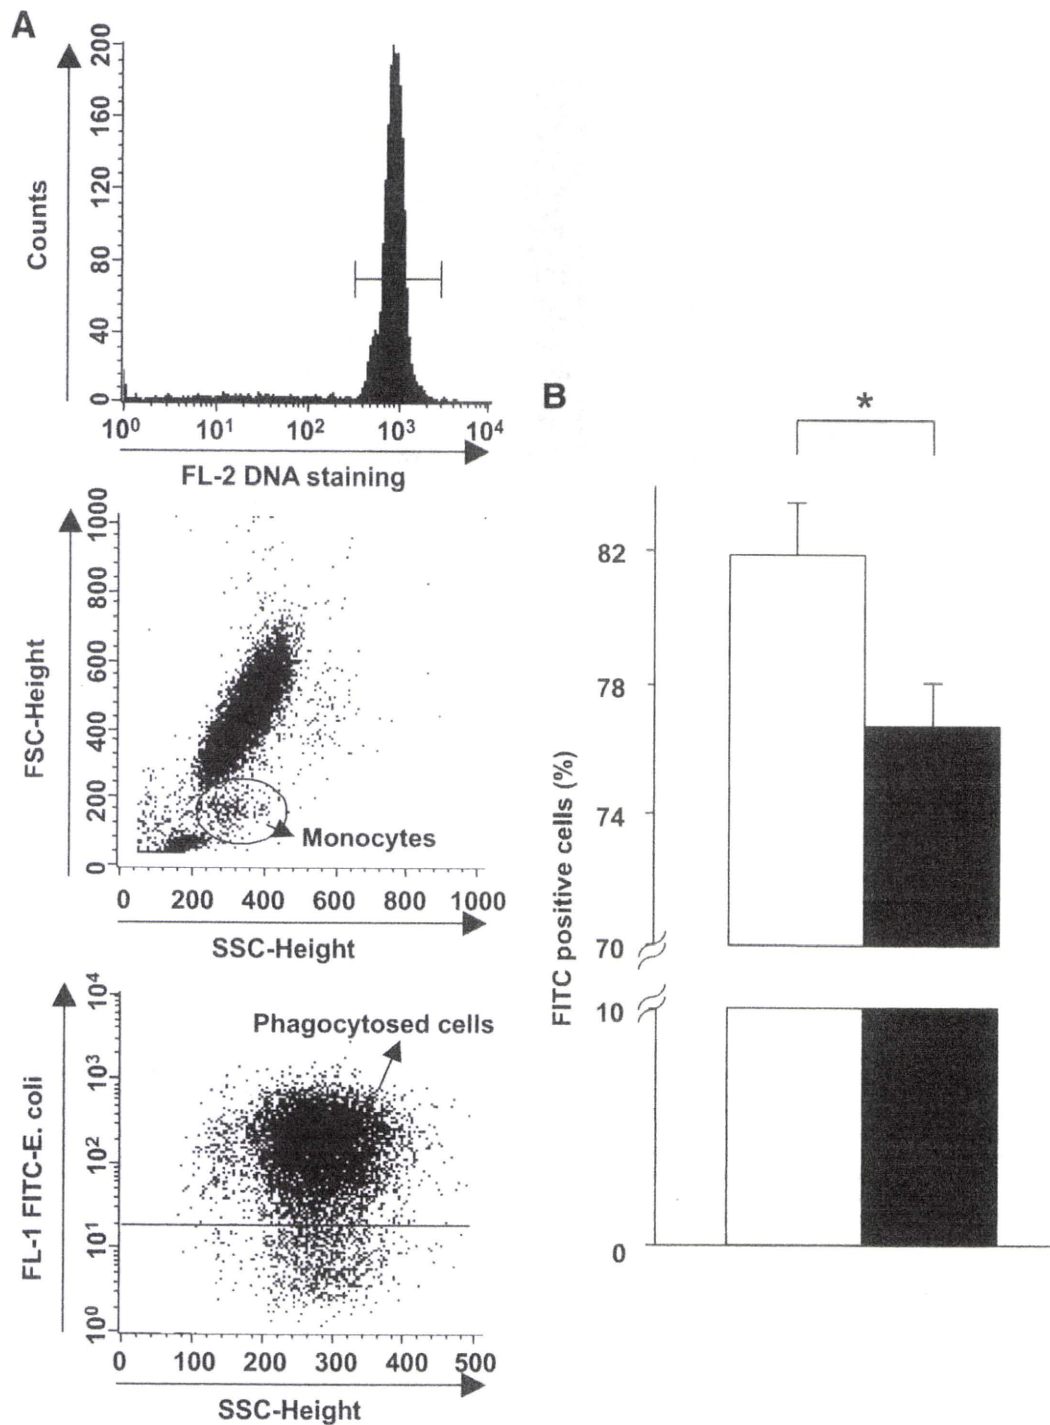 A
200
160
120
80
40
0
Counts
10⁰ 10¹ 10² 10³ 10⁴
FL-2 DNA staining
1000
800
600
400
200
0
FSC-Height
Monocytes
0 200 400 600 800 1000
SSC-Height
10⁴
10³
10²
10¹
10⁰
FL-1 FITC-E. coli
Phagocytosed cells
0 100 200 300 400 500
SSC-Height
B
*
82
78
74
70
10
0
FITC positive cells (%)